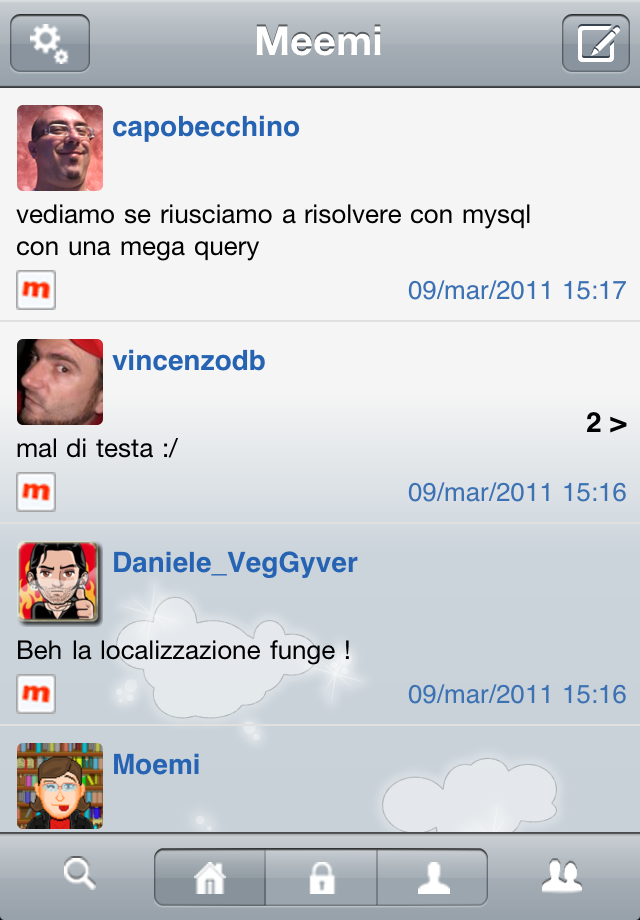 Meemi
capobecchino
vediamo se riusciamo a risolvere con mysql
con una mega query
m
09/mar/2011 15:17
vincenzodb
2 >
mal di testa :/
m
09/mar/2011 15:16
Daniele_VegGyver
Beh la localizzazione funge !
m
09/mar/2011 15:16
Moemi